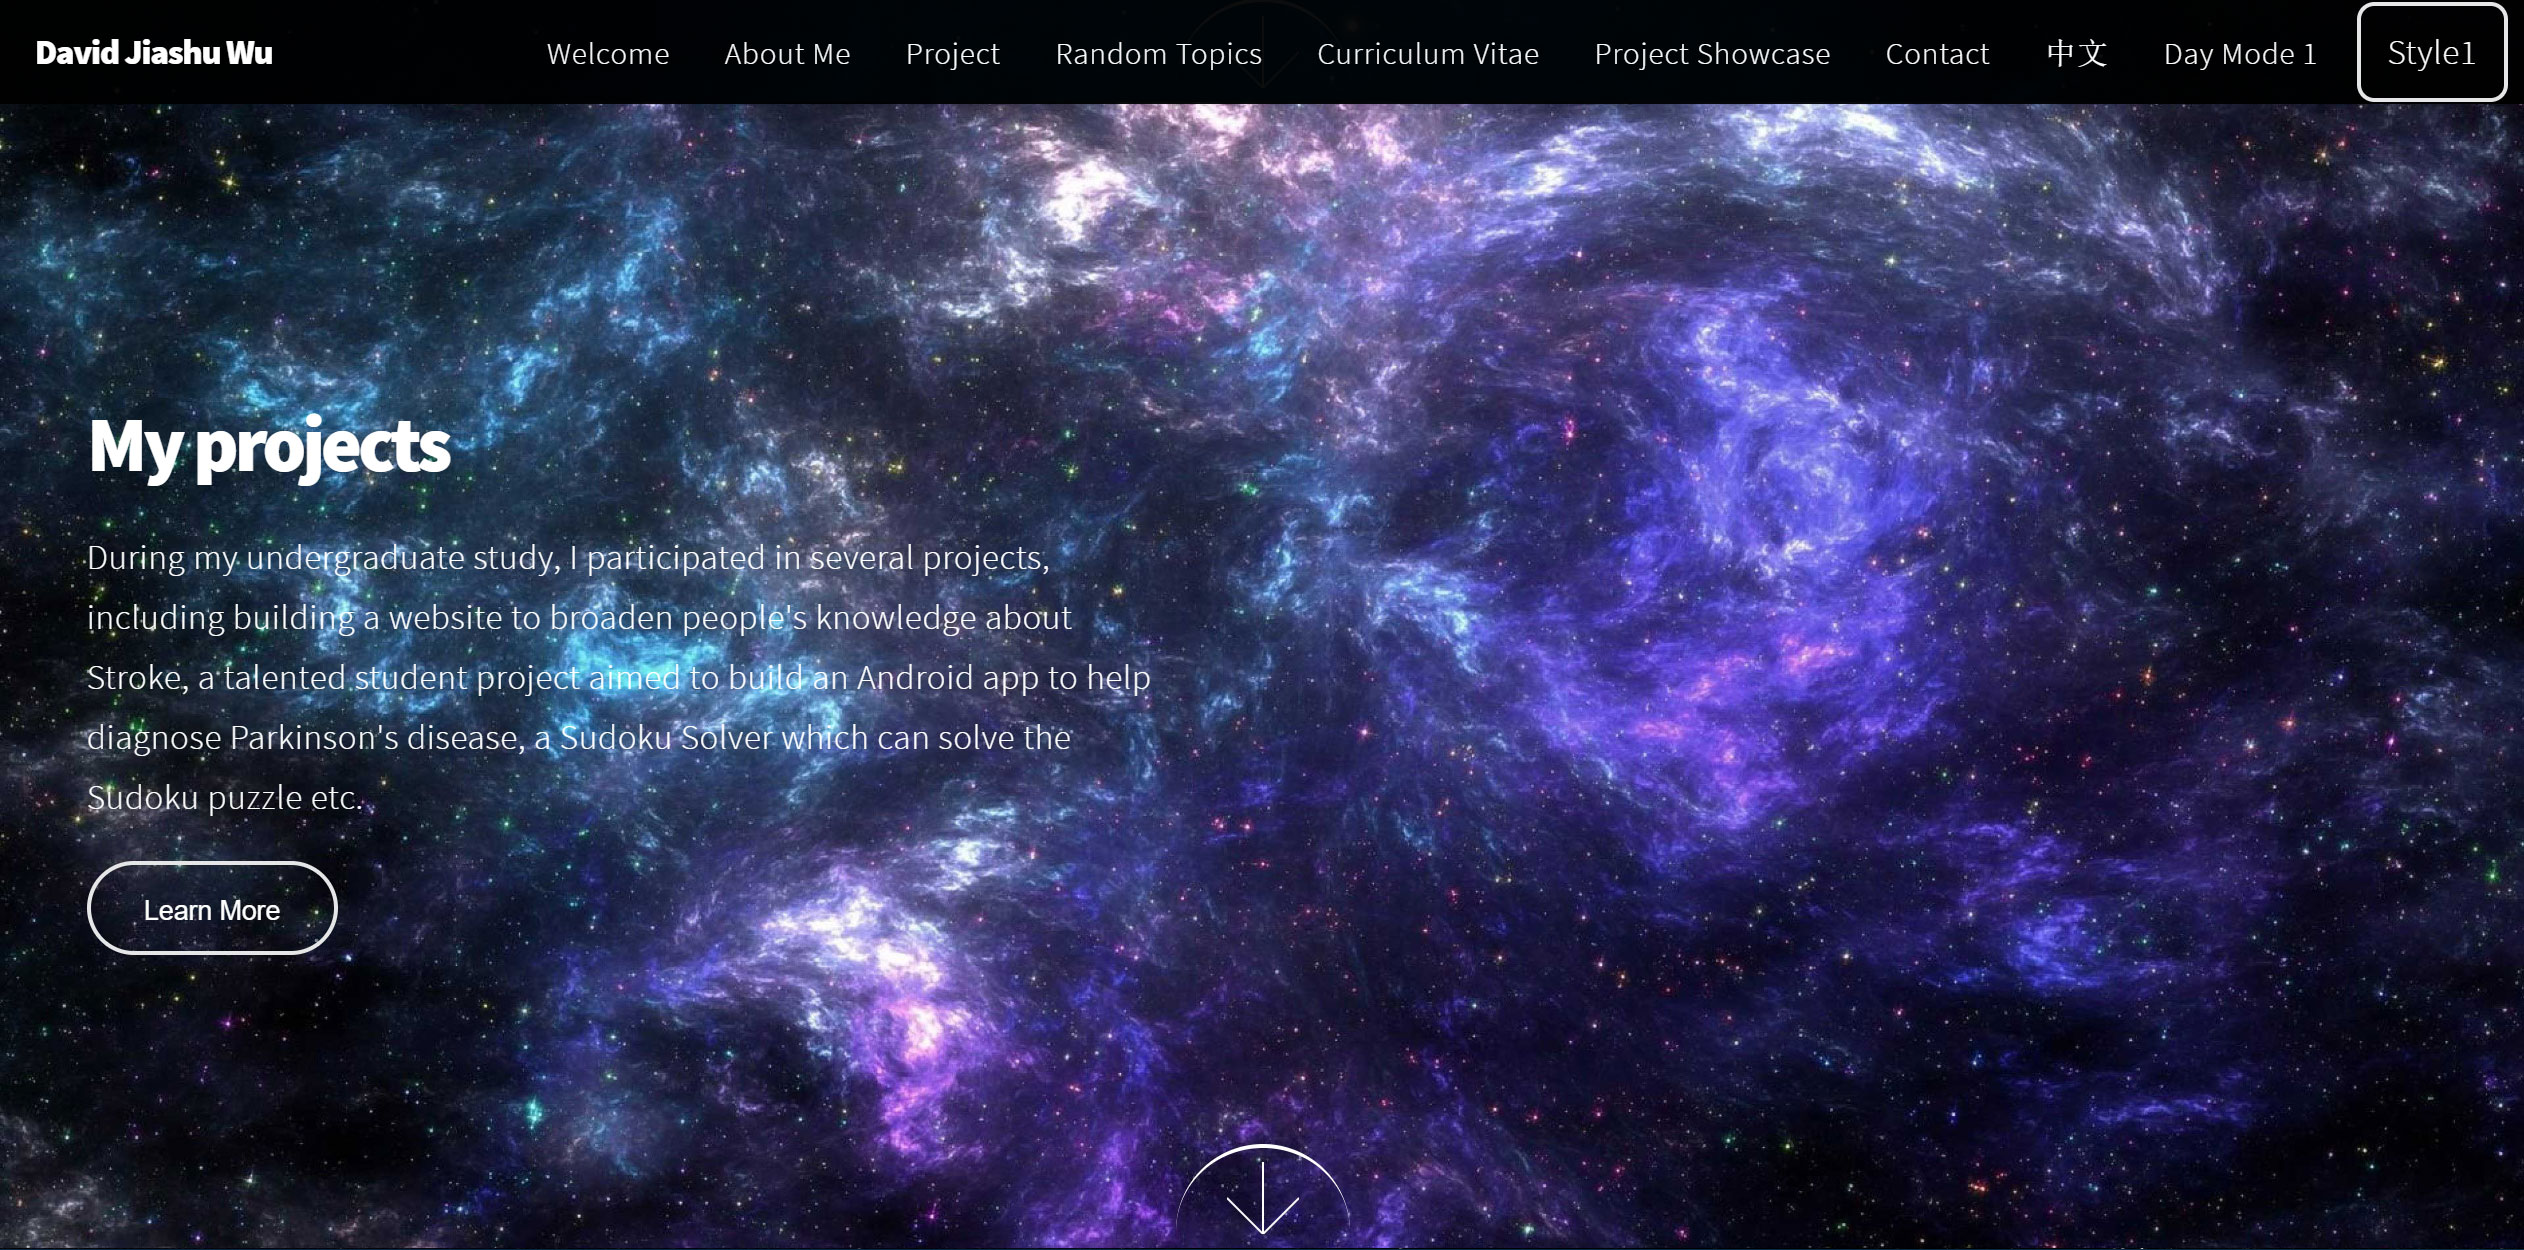 David Jiashu Wu
Welcome
About Me
Project
Random Topics
Curriculum Vitae
Project Showcase
Contact
中文
Day Mode 1
Style1
My projects
During my undergraduate study, I participated in several projects,
including building a website to broaden people's knowledge about
Stroke, a talented student project aimed to build an Android app to help
diagnose Parkinson's disease, a Sudoku Solver which can solve the
Sudoku puzzle etc.
Learn More